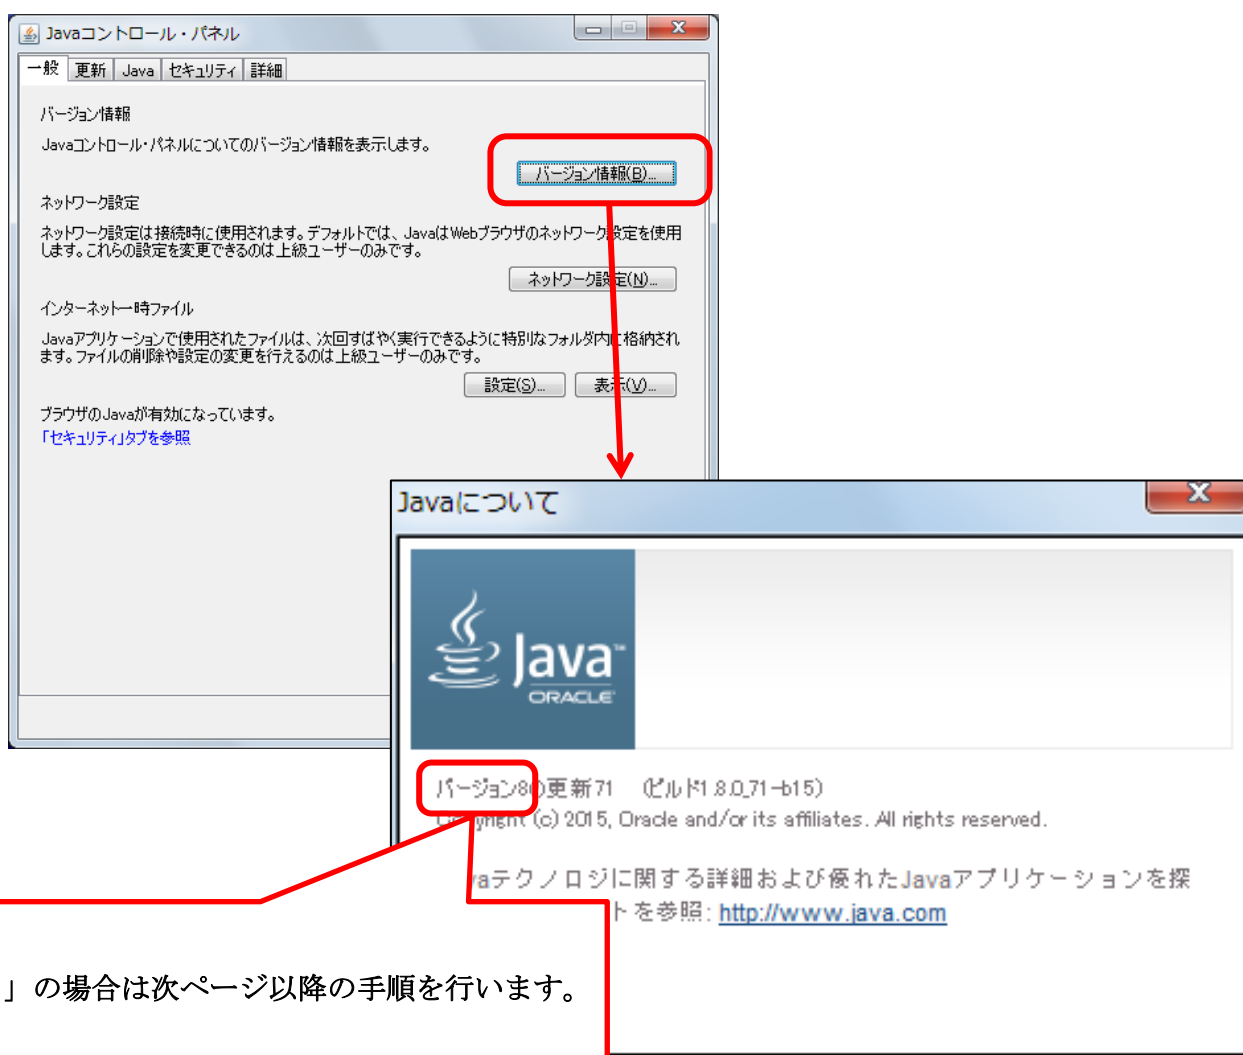 Javaコントロール・パネル
一般 更新 Java セキュリティ 詳細
バージョン情報
Javaコントロール・パネルについてのバージョン情報を表示します。
バージョン情報(B)...
ネットワーク設定
ネットワーク設定は接続時に使用されます。デフォルトでは、JavaはWebブラウザのネットワーク設定を使用
します。これらの設定を変更できるのは上級ユーザーのみです。
ネットワーク設定(N)...
インターネット一時ファイル
Javaアプリケーションで使用されたファイルは、次回すばやく実行できるように特別なフォルダ内に格納され
ます。ファイルの削除や設定の変更を行えるのは上級ユーザーのみです。
設定(S)... 表示(V)...
ブラウザのJavaが有効になっています。
「セキュリティ」タブを参照
Javaについて
Java™
ORACLE
バージョン8の更新71 (ビルド1.8.0_71-b15)
Copyright (c) 2015, Oracle and/or its affiliates. All rights reserved.
vaテクノロジに関する詳細および優れたJavaアプリケーションを探
トを参照: http://www.java.com
」の場合は次ページ以降の手順を行います。